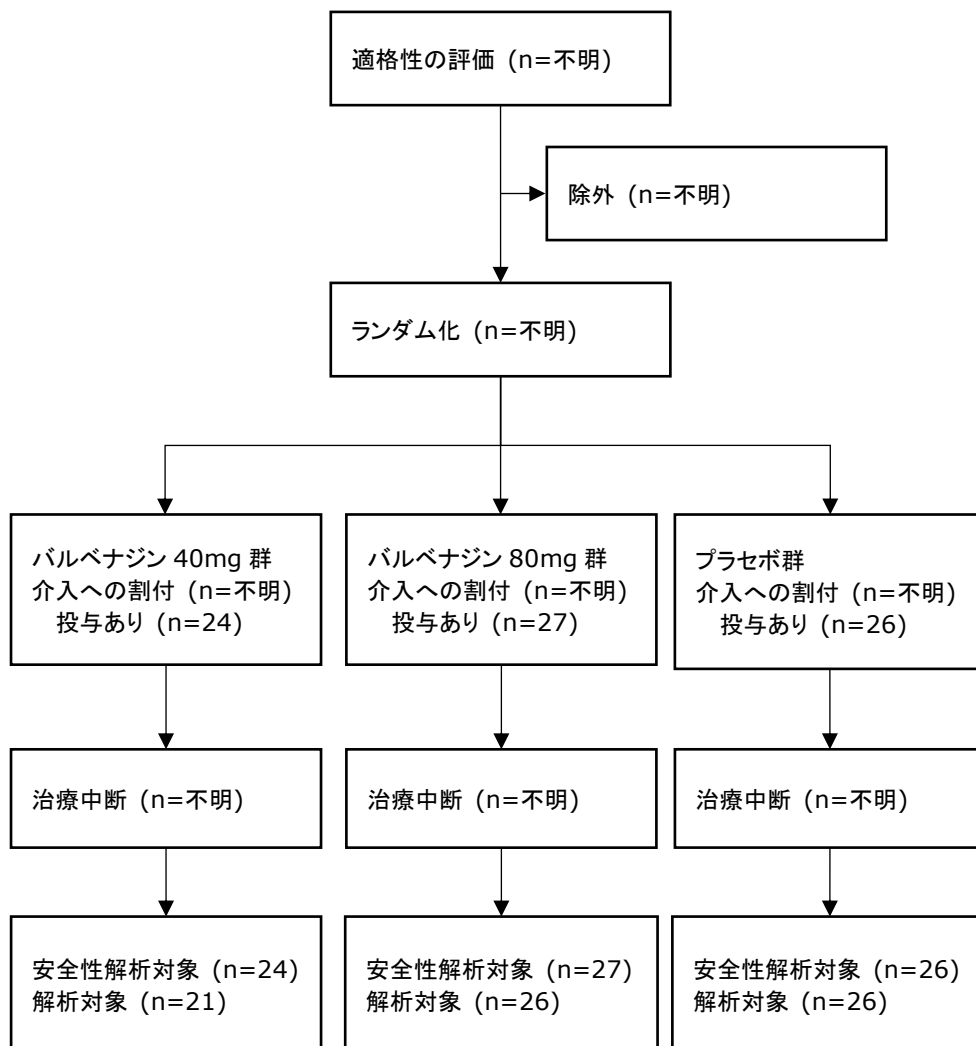 適格性の評価 (n=不明)
除外 (n=不明)
ランダム化 (n=不明)
バルベナジン 40mg 群
介入への割付 (n=不明)
投与あり (n=24)
バルベナジン 80mg 群
介入への割付 (n=不明)
投与あり (n=27)
プラセボ群
介入への割付 (n=不明)
投与あり (n=26)
治療中断 (n=不明)
治療中断 (n=不明)
治療中断 (n=不明)
安全性解析対象 (n=24)
解析対象 (n=21)
安全性解析対象 (n=27)
解析対象 (n=26)
安全性解析対象 (n=26)
解析対象 (n=26)